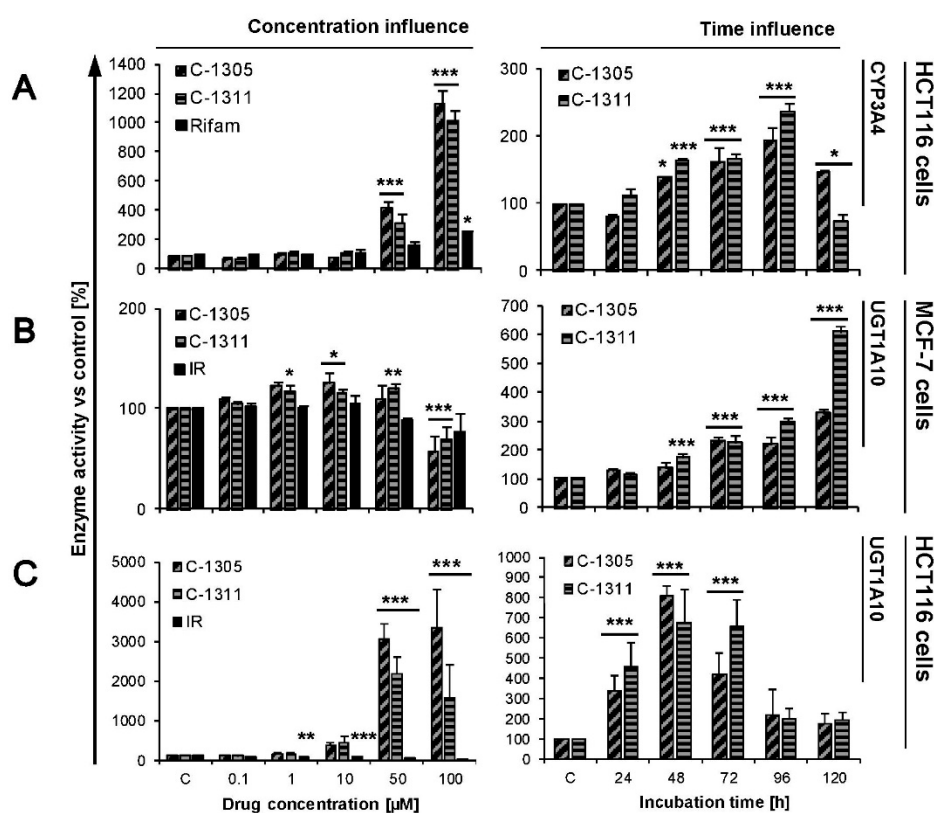 Concentration influence
Time influence
A
Enzyme activity vs control [%]
1400
1200
1000
800
600
400
200
0
C-1305
C-1311
Rifam
***
***
*
300
200
100
0
C-1305
C-1311
*
***
***
***
*
CYP3A4
HCT116 cells
B
200
100
0
C-1305
C-1311
IR
*
*
**
***
700
600
500
400
300
200
100
0
C-1305
C-1311
***
***
***
***
UGT1A10
MCF-7 cells
C
5000
4000
3000
2000
1000
0
C-1305
C-1311
IR
**
***
***
***
C 0.1 1 10 50 100
Drug concentration [µM]
1000
900
800
700
600
500
400
300
200
100
0
C-1305
C-1311
***
***
***
C 24 48 72 96 120
Incubation time [h]
UGT1A10
HCT116 cells